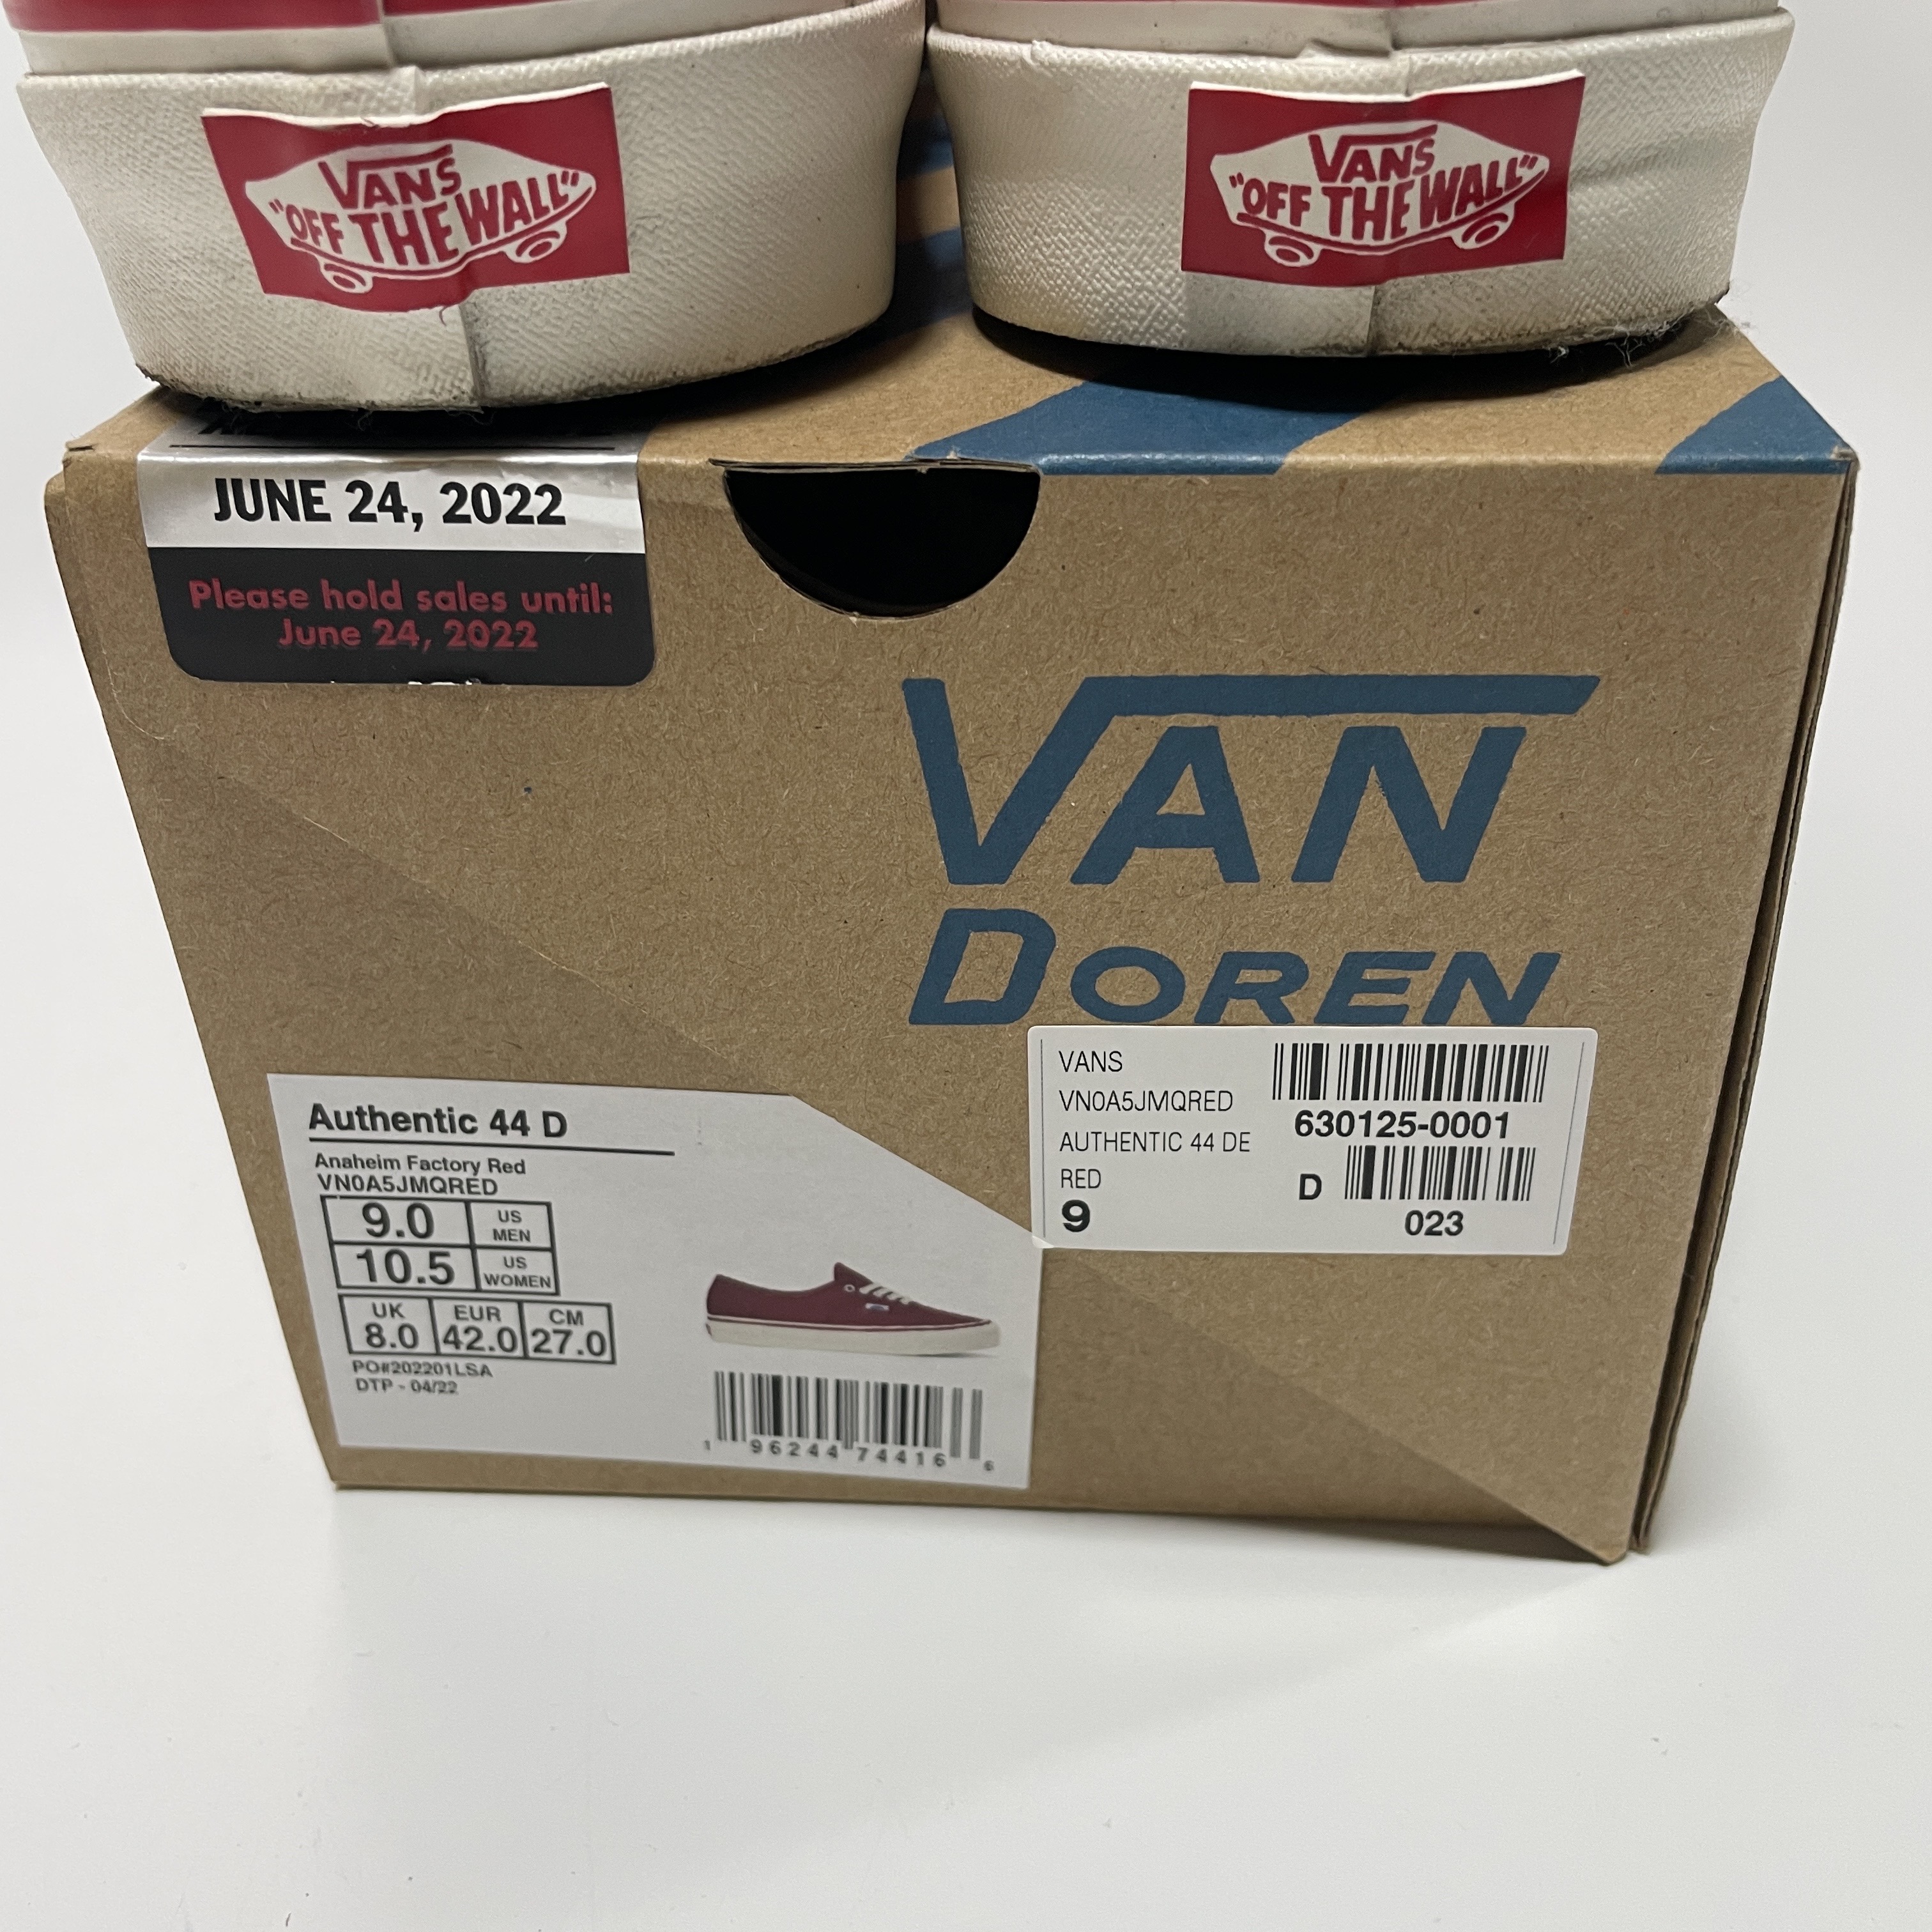 VANS
"OFF THE WALL"
VANS
"OFF THE WALL"
JUNE 24, 2022
Please hold sales until:
June 24, 2022
VAN
DOREN
VANS
VN0A5JMQRED
630125-0001
AUTHENTIC 44 DE
RED
D
9
023
Authentic 44 D
Anaheim Factory Red
VN0A5JMQRED
9.0 US MEN
10.5 US WOMEN
UK EUR CM
8.0 42.0 27.0
PO#202201LSA
DTP - 04/22
1 96244 74416 6